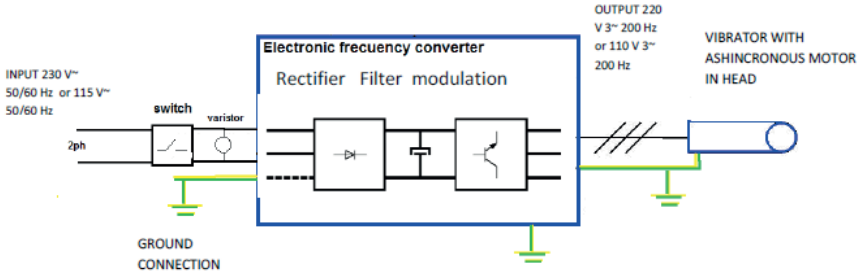 INPUT 230 V~
50/60 Hz or 115 V~
50/60 Hz
2ph
switch
varistor
GROUND
CONNECTION
Electronic frecuency converter
Rectifier Filter modulation
OUTPUT 220
V 3~ 200 Hz
or 110 V 3~
200 Hz
VIBRATOR WITH
ASHINCRONOUS MOTOR
IN HEAD